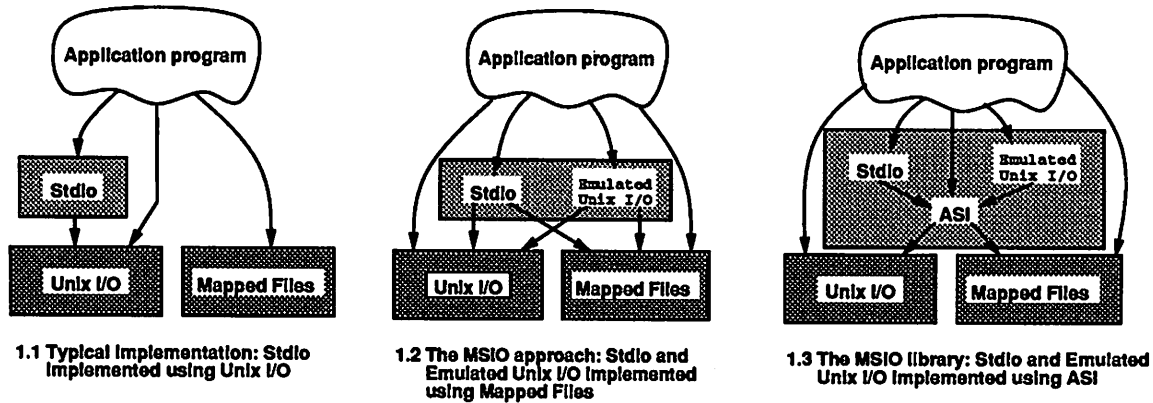 Application program
Stdio
Unix I/O
Mapped Files
1.1 Typical Implementation: Stdio
Implemented using Unix I/O
Application program
Stdio
Emulated
Unix I/O
Unix I/O
Mapped Files
1.2 The MSIO approach: Stdio and
Emulated Unix I/O Implemented
using Mapped Files
Application program
Stdio
Emulated
Unix I/O
ASI
Unix I/O
Mapped Files
1.3 The MSIO library: Stdio and Emulated
Unix I/O Implemented using ASI